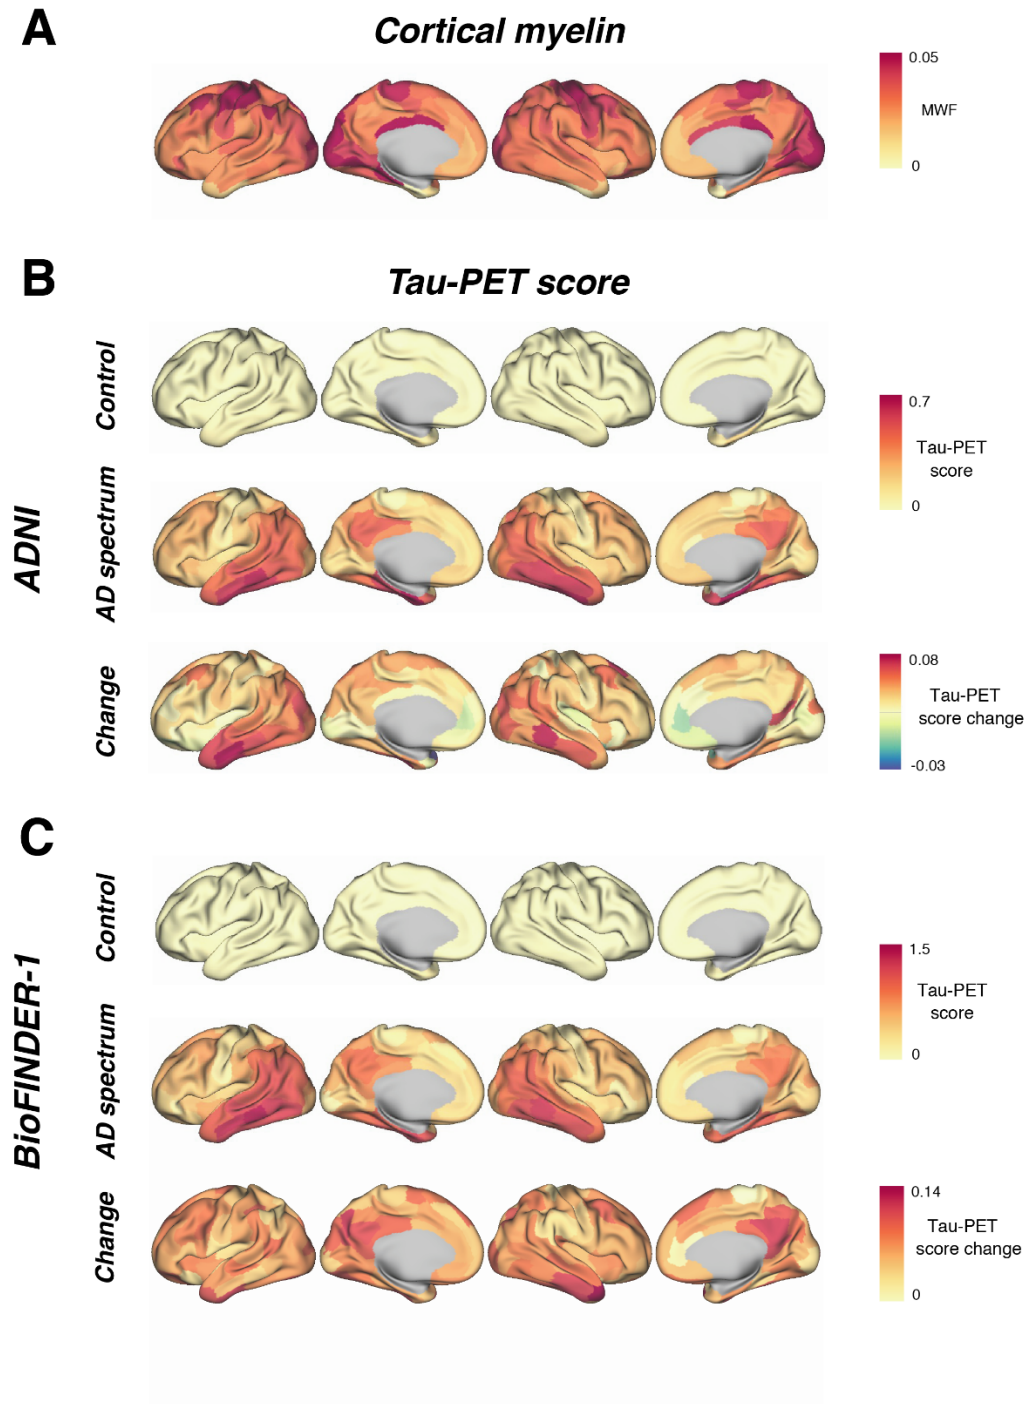 A
Cortical myelin
0.05
MWF
0
B
Tau-PET score
ADNI
Control
0.7
Tau-PET
score
0
AD spectrum
Change
0.08
Tau-PET
score change
-0.03
C
BioFINDER-1
Control
1.5
Tau-PET
score
0
AD spectrum
Change
0.14
Tau-PET
score change
0